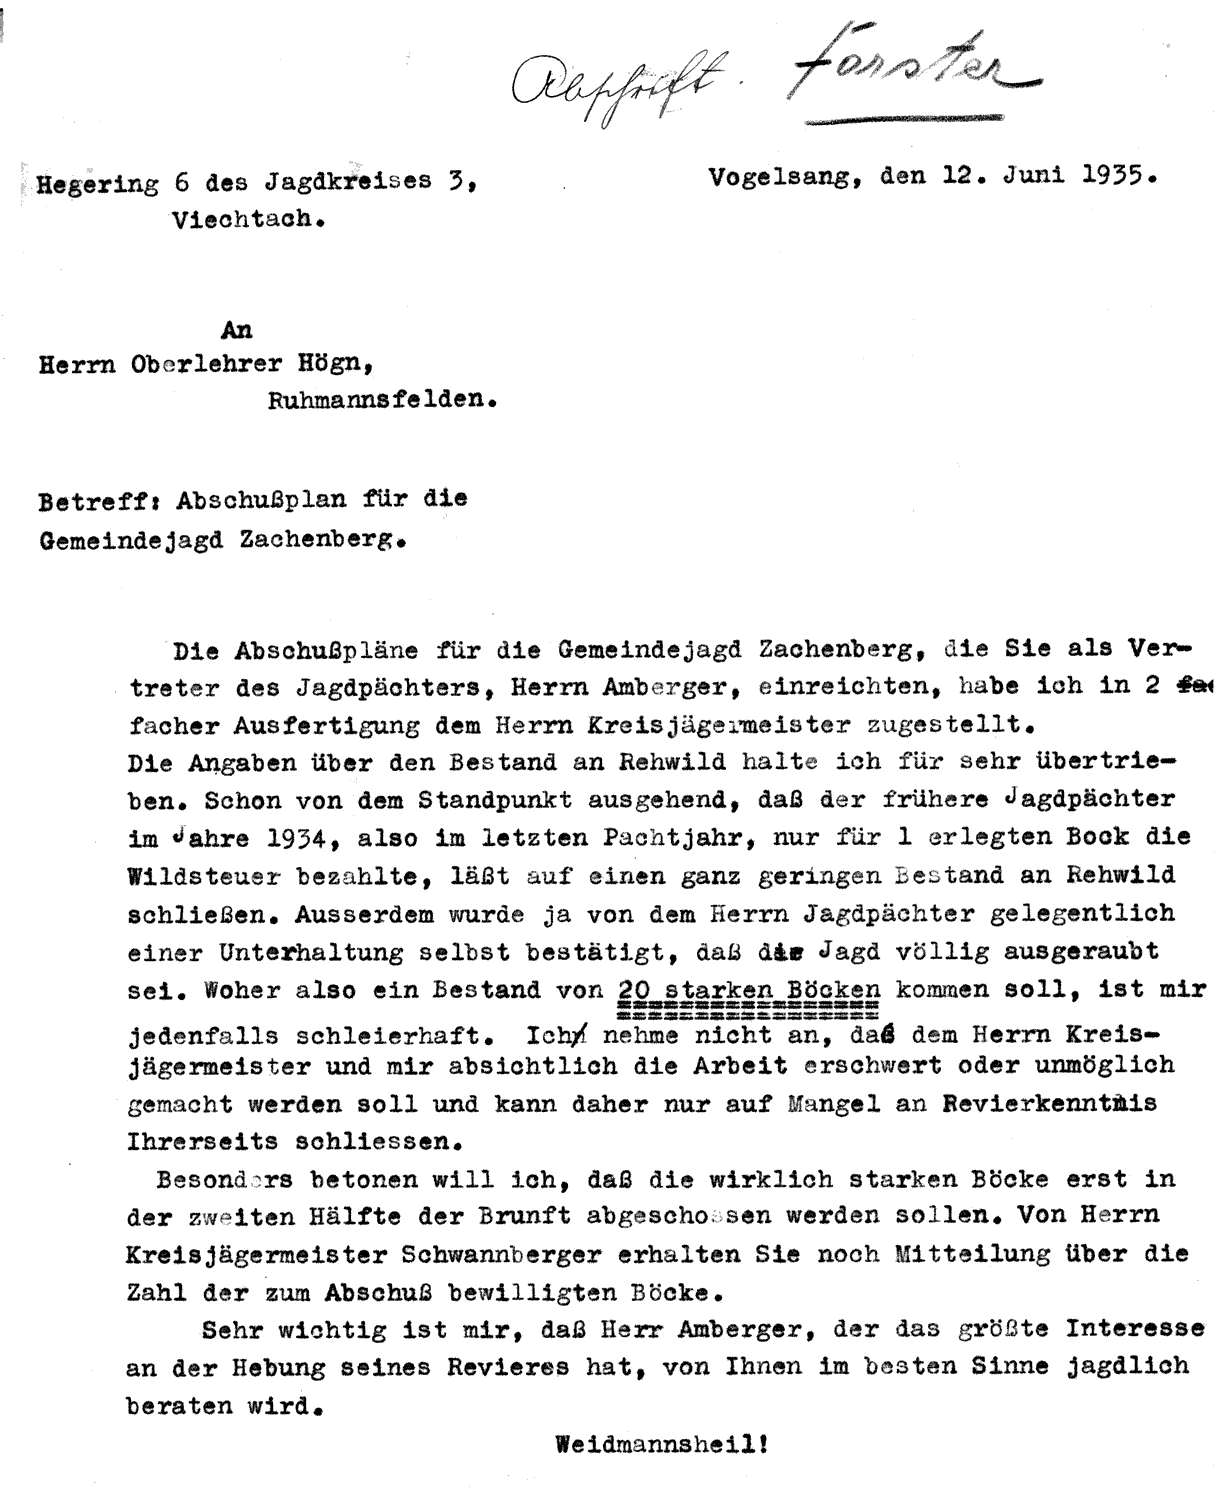 Abschrift. Forster
Hegering 6 des Jagdkreises 3, Vogelsang, den 12. Juni 1935.
Viechtach.
An
Herrn Oberlehrer Högn,
Ruhmannsfelden.
Betreff: Abschußplan für die
Gemeindejagd Zachenberg.
Die Abschußpläne für die Gemeindejagd Zachenberg, die Sie als Ver-
treter des Jagdpächters, Herrn Amberger, einreichten, habe ich in 2
facher Ausfertigung dem Herrn Kreisjägermeister zugestellt.
Die Angaben über den Bestand an Rehwild halte ich für sehr übertrie-
ben. Schon von dem Standpunkt ausgehend, daß der frühere Jagdpächter
im Jahre 1934, also im letzten Pachtjahr, nur für 1 erlegten Bock die
Wildsteuer bezahlte, läßt auf einen ganz geringen Bestand an Rehwild
schließen. Ausserdem wurde ja von dem Herrn Jagdpächter gelegentlich
einer Unterhaltung selbst bestätigt, daß die Jagd völlig ausgeraubt
sei. Woher also ein Bestand von 20 starken Böcken kommen soll, ist mir
jedenfalls schleierhaft. Ich nehme nicht an, daß dem Herrn Kreis-
jägermeister und mir absichtlich die Arbeit erschwert oder unmöglich
gemacht werden soll und kann daher nur auf Mangel an Revierkenntnis
Ihrerseits schliessen.
Besonders betonen will ich, daß die wirklich starken Böcke erst in
der zweiten Hälfte der Brunft abgeschossen werden sollen. Von Herrn
Kreisjägermeister Schwannberger erhalten Sie noch Mitteilung über die
Zahl der zum Abschuß bewilligten Böcke.
Sehr wichtig ist mir, daß Herr Amberger, der das größte Interesse
an der Hebung seines Revieres hat, von Ihnen im besten Sinne jagdlich
beraten wird.
Weidmannsheil!